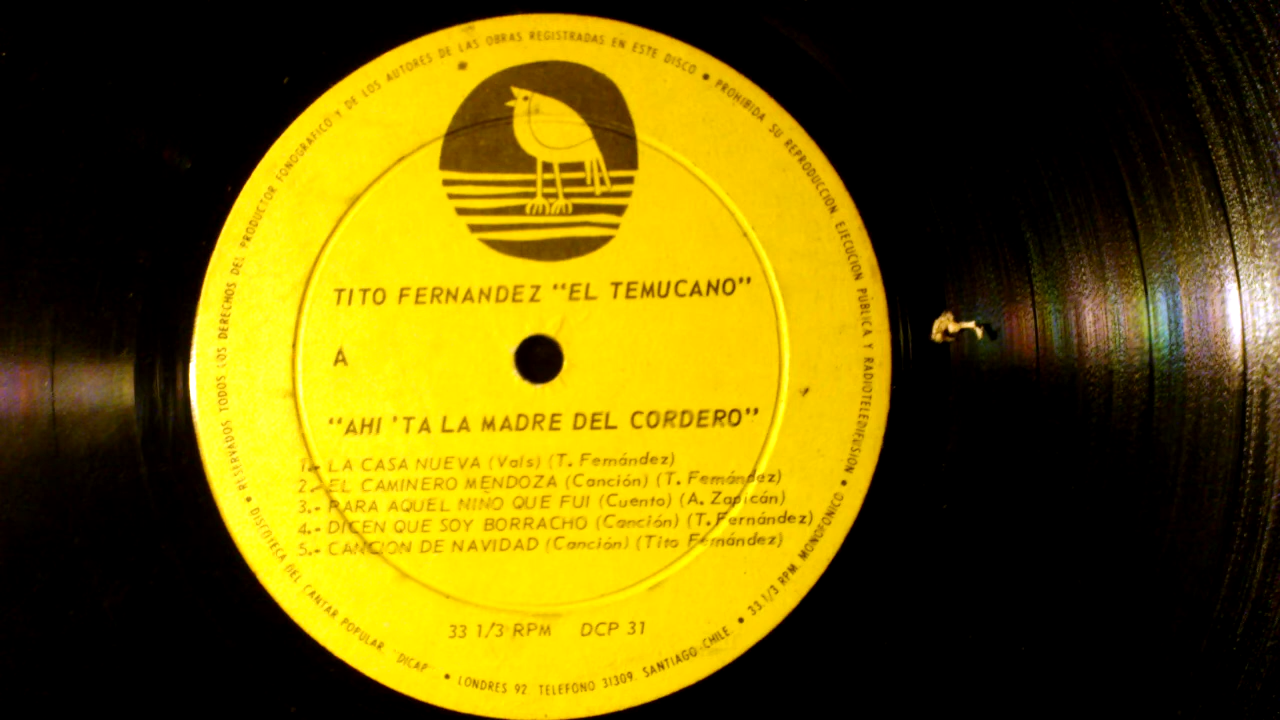 RESERVADOS TODOS LOS DERECHOS DEL PRODUCTOR FONOGRAFICO Y DE LOS AUTORES DE LAS OBRAS REGISTRADAS EN ESTE DISCO • PROHIBIDA SU REPRODUCCION, EJECUCION PÚBLICA Y RADIOTELEDIFUSION •
TITO FERNANDEZ "EL TEMUCANO"
A
"AHI 'TA LA MADRE DEL CORDERO"
1.- LA CASA NUEVA (Vals) (T. Fernández)
2.- EL CAMINERO MENDOZA (Canción) (T. Fernández)
3.- PARA AQUEL NIÑO QUE FUI (Cuento) (A. Zapicán)
4.- DICEN QUE SOY BORRACHO (Canción) (T. Fernández)
5.- CANCION DE NAVIDAD (Canción) (Tito Fernández)
33 1/3 RPM DCP 31
• DISCOTECA DEL CANTAR POPULAR "DICAP" • LONDRES 92. TELEFONO 31309. SANTIAGO-CHILE. • 33.1/3 RPM. MONOFONICO •